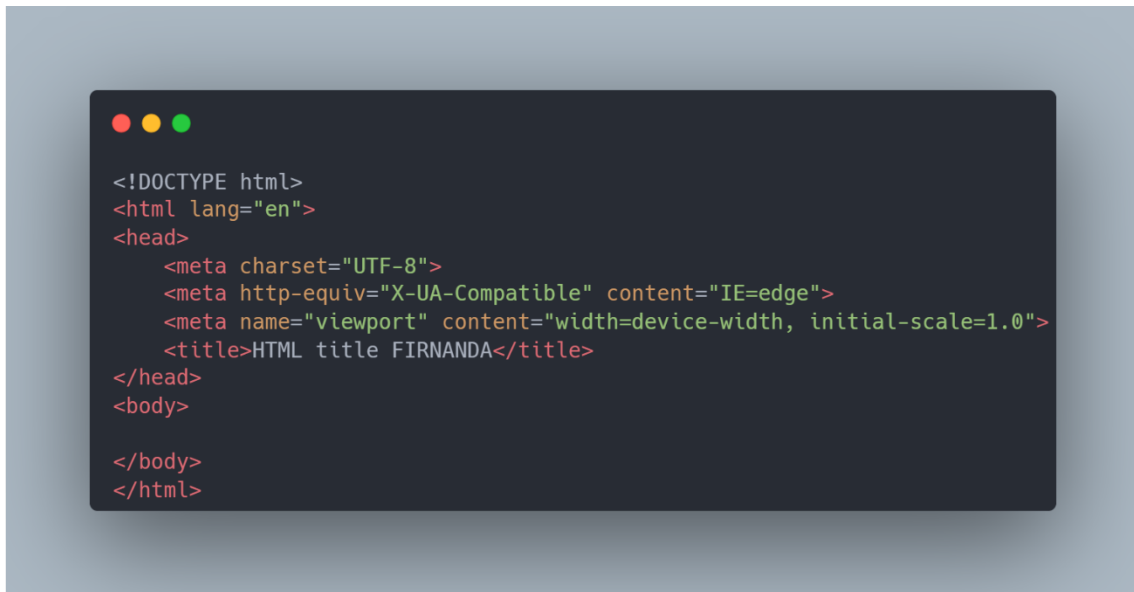 <!DOCTYPE html>
<html lang="en">
<head>
    <meta charset="UTF-8">
    <meta http-equiv="X-UA-Compatible" content="IE=edge">
    <meta name="viewport" content="width=device-width, initial-scale=1.0">
    <title>HTML title FIRNANDA</title>
</head>
<body>

</body>
</html>